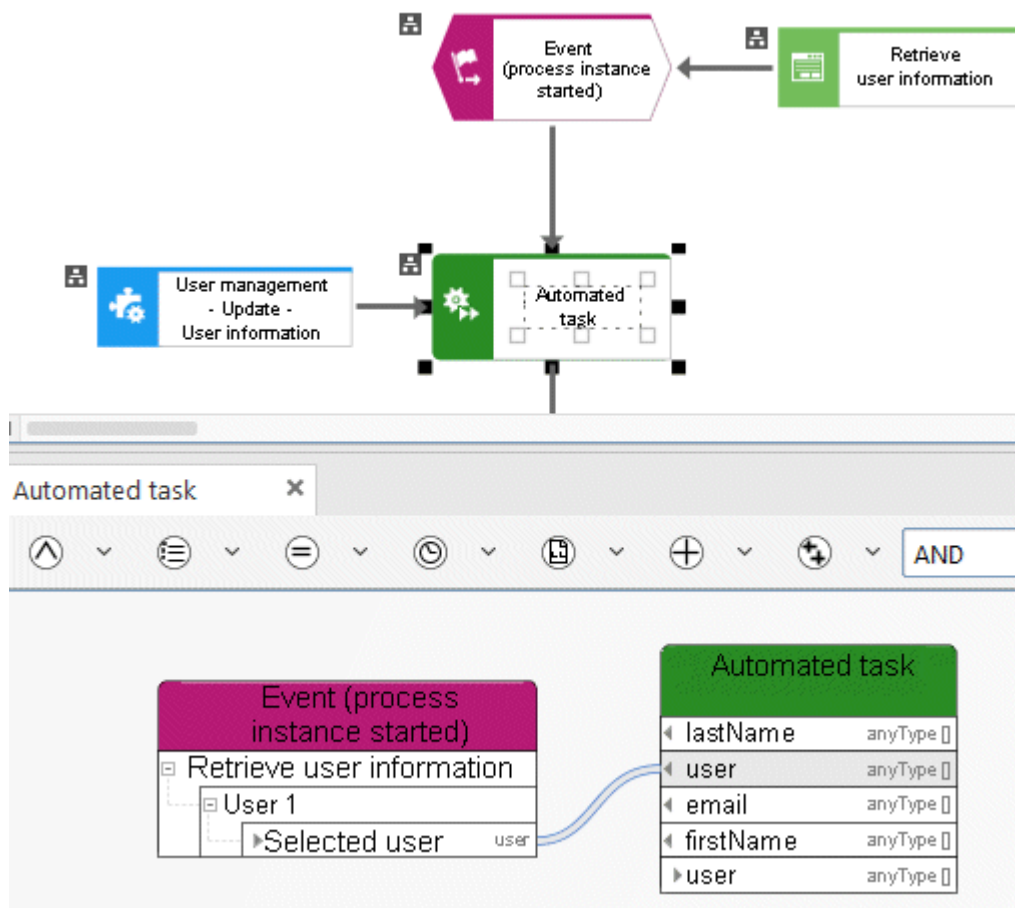 Event
(process instance
started)
Retrieve
user information
User management
- Update -
User information
Automated
task
Automated task
AND
Event (process
instance started)
Retrieve user information
User 1
Selected user user
Automated task
lastName anyType []
user anyType []
email anyType []
firstName anyType []
user anyType []